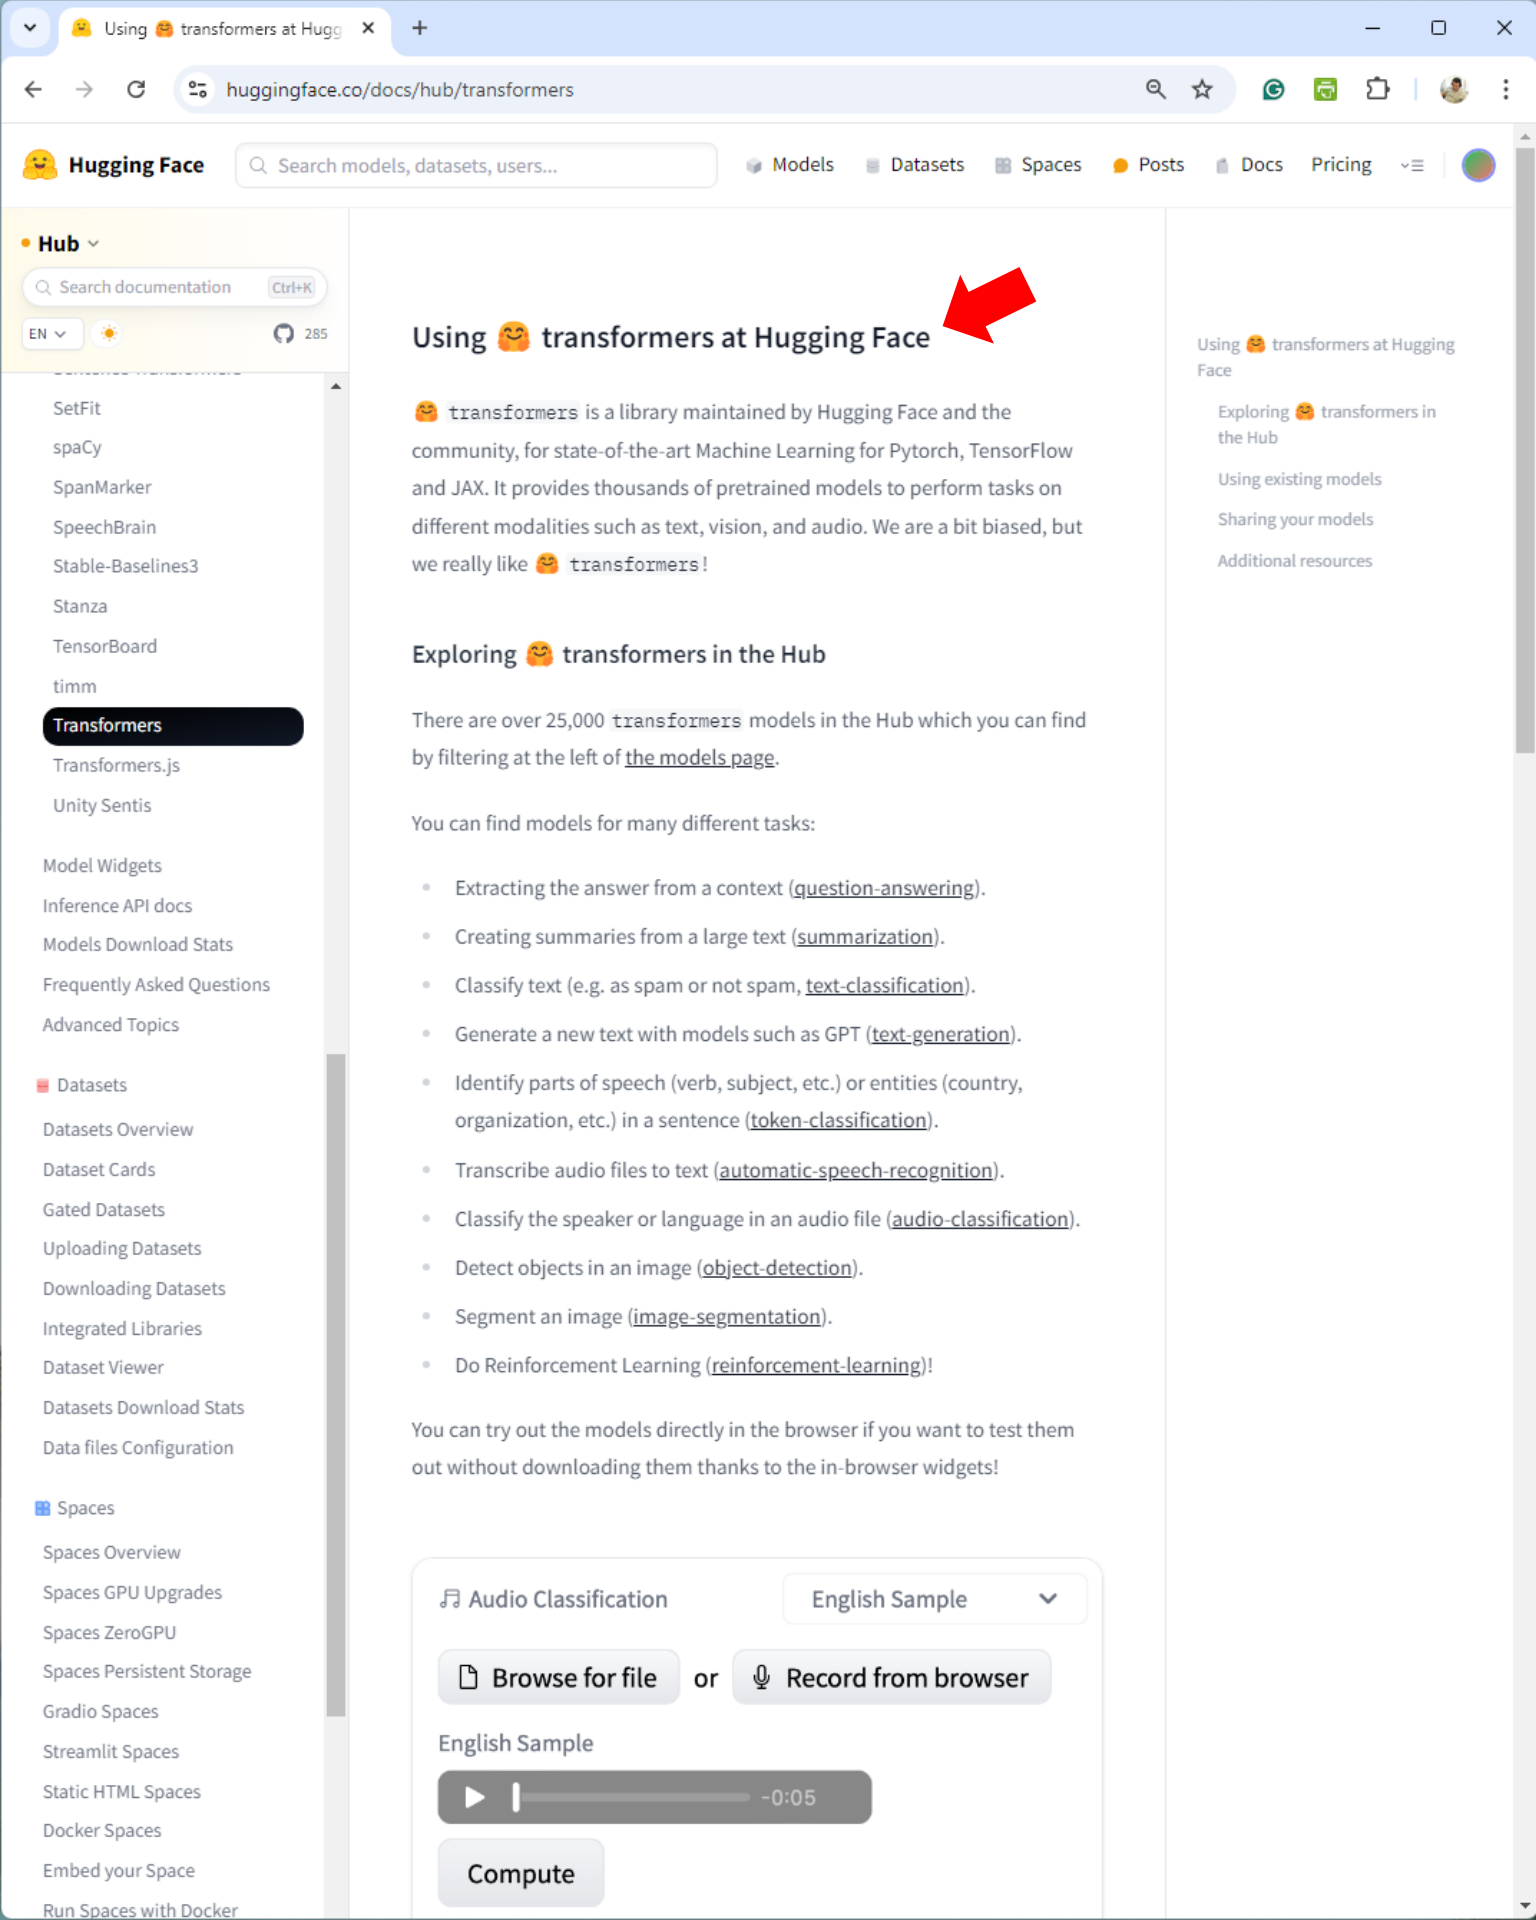 Using 🤗 transformers at Hugg
huggingface.co/docs/hub/transformers
Hugging Face
Search models, datasets, users...
Models
Datasets
Spaces
Posts
Docs
Pricing
Hub
Search documentation
Ctrl+K
EN
285
SetFit
spaCy
SpanMarker
SpeechBrain
Stable-Baselines3
Stanza
TensorBoard
timm
Transformers
Transformers.js
Unity Sentis
Model Widgets
Inference API docs
Models Download Stats
Frequently Asked Questions
Advanced Topics
Datasets
Datasets Overview
Dataset Cards
Gated Datasets
Uploading Datasets
Downloading Datasets
Integrated Libraries
Dataset Viewer
Datasets Download Stats
Data files Configuration
Spaces
Spaces Overview
Spaces GPU Upgrades
Spaces ZeroGPU
Spaces Persistent Storage
Gradio Spaces
Streamlit Spaces
Static HTML Spaces
Docker Spaces
Embed your Space
Run Spaces with Docker
Using 🤗 transformers at Hugging Face
🤗 transformers is a library maintained by Hugging Face and the
community, for state-of-the-art Machine Learning for Pytorch, TensorFlow
and JAX. It provides thousands of pretrained models to perform tasks on
different modalities such as text, vision, and audio. We are a bit biased, but
we really like 🤗 transformers!
Exploring 🤗 transformers in the Hub
There are over 25,000 transformers models in the Hub which you can find
by filtering at the left of the models page.
You can find models for many different tasks:
Extracting the answer from a context (question-answering).
Creating summaries from a large text (summarization).
Classify text (e.g. as spam or not spam, text-classification).
Generate a new text with models such as GPT (text-generation).
Identify parts of speech (verb, subject, etc.) or entities (country,
organization, etc.) in a sentence (token-classification).
Transcribe audio files to text (automatic-speech-recognition).
Classify the speaker or language in an audio file (audio-classification).
Detect objects in an image (object-detection).
Segment an image (image-segmentation).
Do Reinforcement Learning (reinforcement-learning)!
You can try out the models directly in the browser if you want to test them
out without downloading them thanks to the in-browser widgets!
Audio Classification
English Sample
Browse for file
or
Record from browser
English Sample
-0:05
Compute
Using 🤗 transformers at Hugging
Face
Exploring 🤗 transformers in
the Hub
Using existing models
Sharing your models
Additional resources